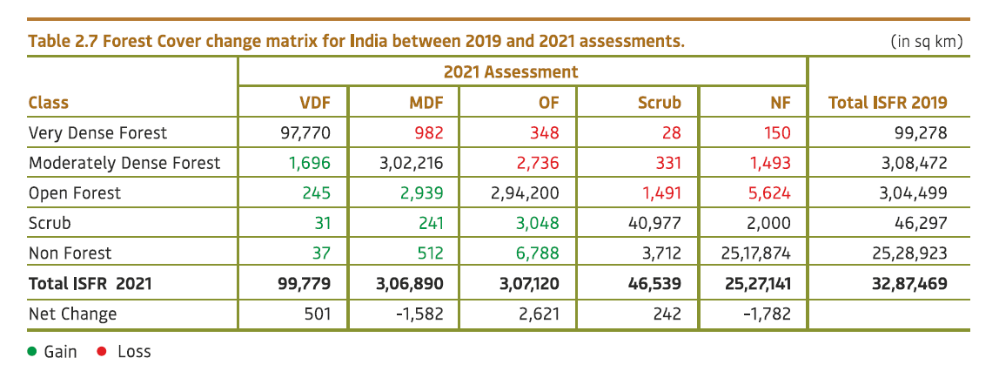 Table 2.7 Forest Cover change matrix for India between 2019 and 2021 assessments. (in sq km)
2021 Assessment
Class VDF MDF OF Scrub NF Total ISFR 2019
Very Dense Forest 97,770 982 348 28 150 99,278
Moderately Dense Forest 1,696 3,02,216 2,736 331 1,493 3,08,472
Open Forest 245 2,939 2,94,200 1,491 5,624 3,04,499
Scrub 31 241 3,048 40,977 2,000 46,297
Non Forest 37 512 6,788 3,712 25,17,874 25,28,923
Total ISFR 2021 99,779 3,06,890 3,07,120 46,539 25,27,141 32,87,469
Net Change 501 -1,582 2,621 242 -1,782
Gain Loss